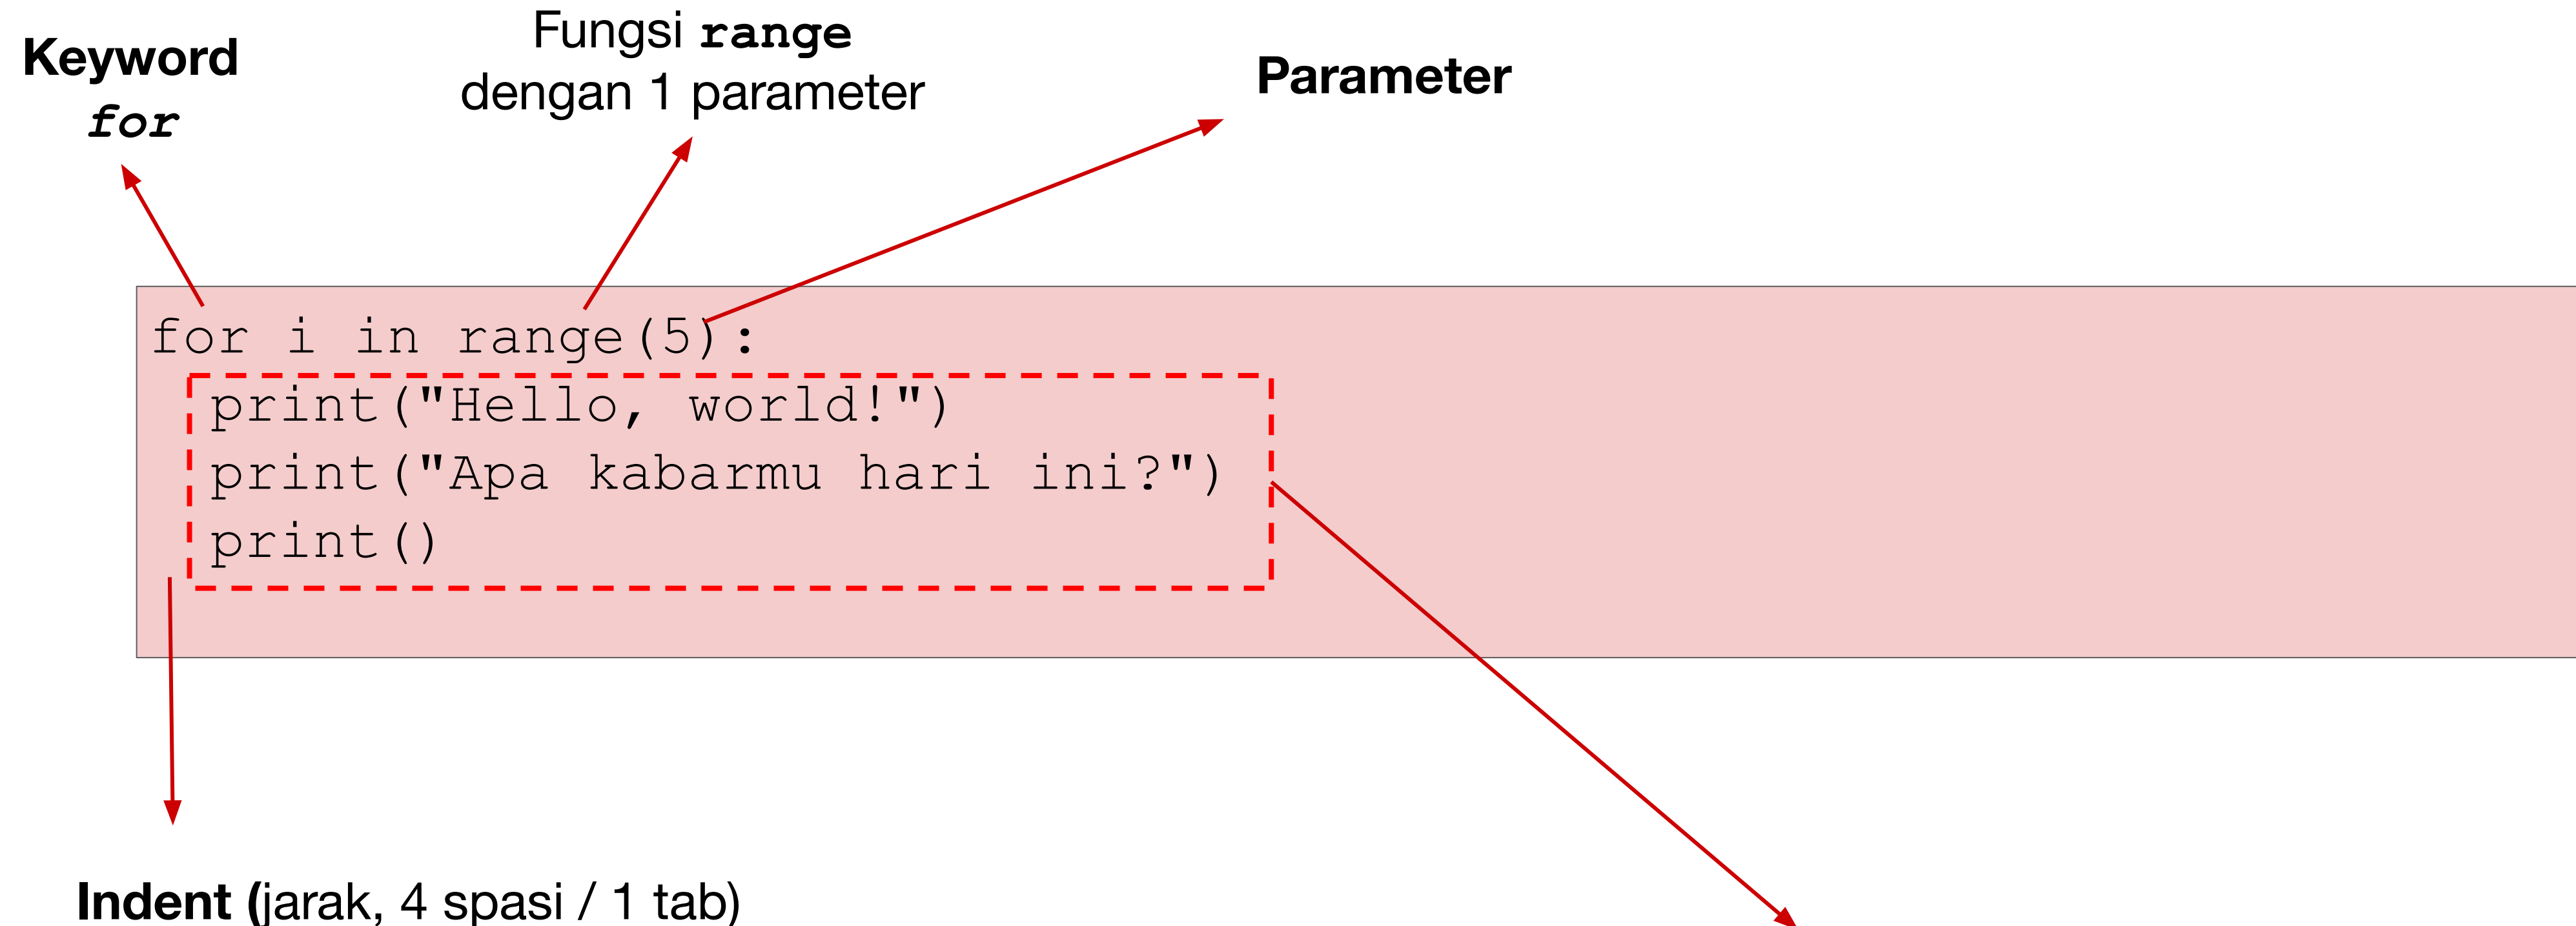 Keyword
for
Fungsi range
dengan 1 parameter
Parameter
for i in range(5):
print("Hello, world!")
print("Apa kabarmu hari ini?")
print()
Indent (jarak, 4 spasi / 1 tab)